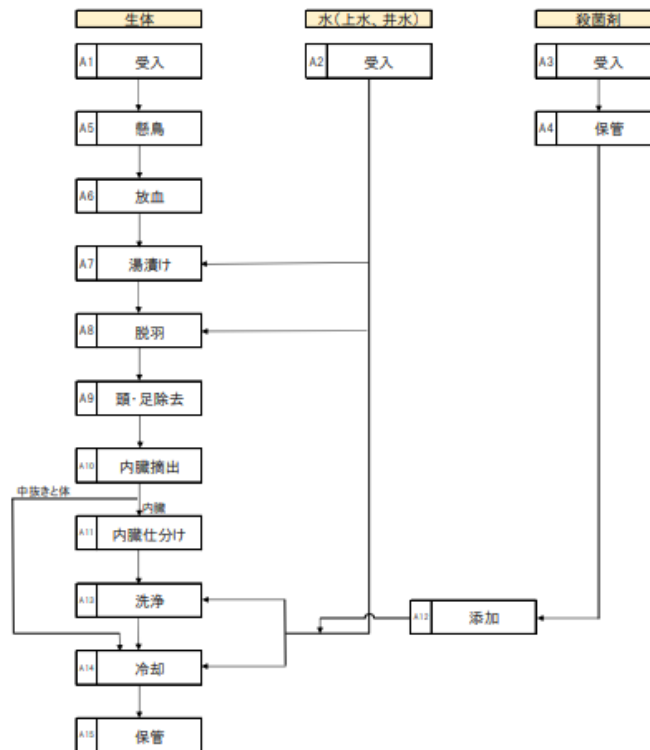 生体
水(上水、井水)
殺菌剤
A1 受入
A2 受入
A3 受入
A5 懸鳥
A4 保管
A6 放血
A7 湯漬け
A8 脱羽
A9 頭・足除去
A10 内臓摘出
中抜きと体
内臓
A11 内臓仕分け
A13 洗浄
A12 添加
A14 冷却
A15 保管